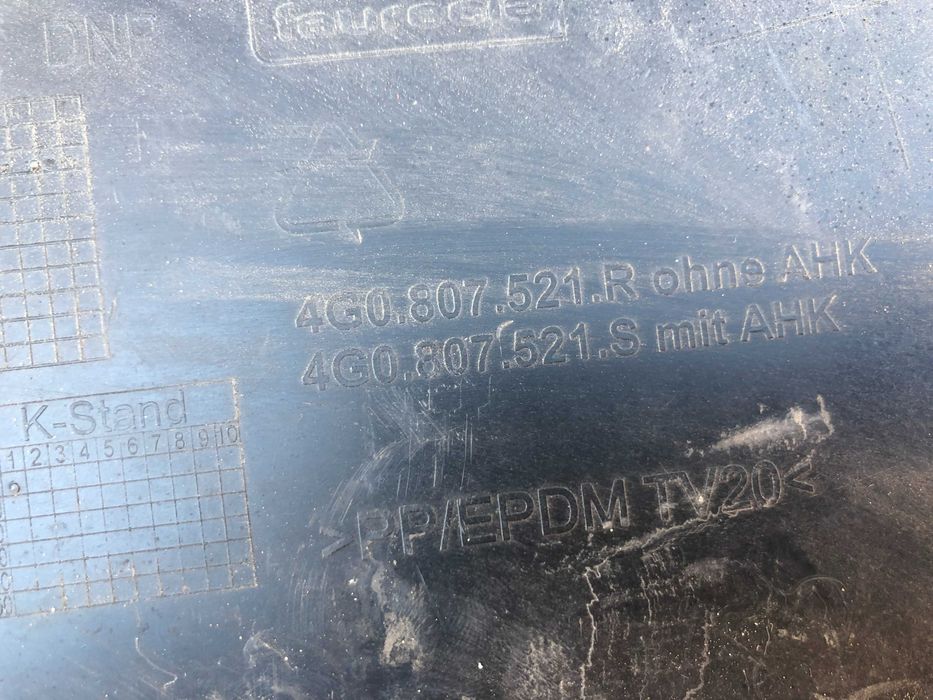 DNP
faurecia
4G0.807.521.R ohne AHK
4G0.807.521.S mit AHK
K-Stand
1 2 3 4 5 6 7 8 9 10
>PP/EPDM TV20<